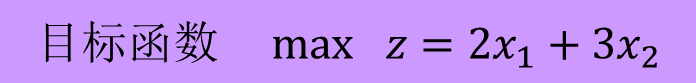 目标函数 max z = 2x₁ + 3x₂